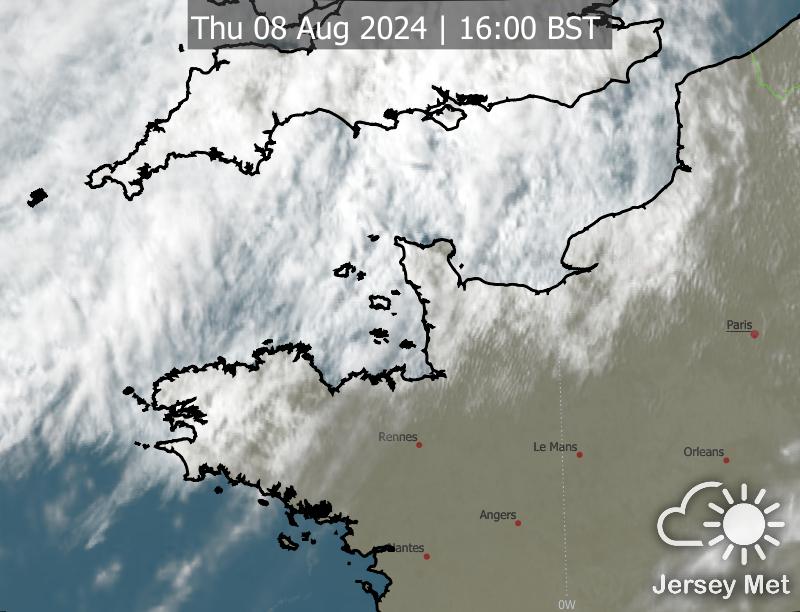 Thu 08 Aug 2024 | 16:00 BST
Paris
Rennes
Le Mans
Orleans
Angers
Nantes
Jersey Met
0W